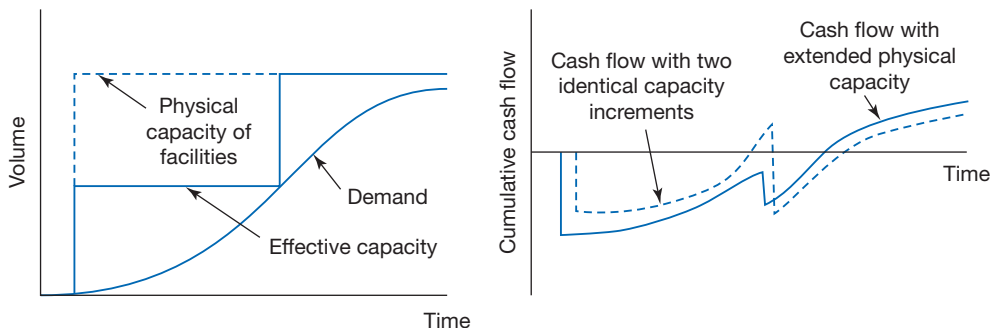 Volume
Physical
capacity of
facilities
Demand
Effective capacity
Time
Cumulative cash flow
Cash flow with two
identical capacity
increments
Cash flow with
extended physical
capacity
Time